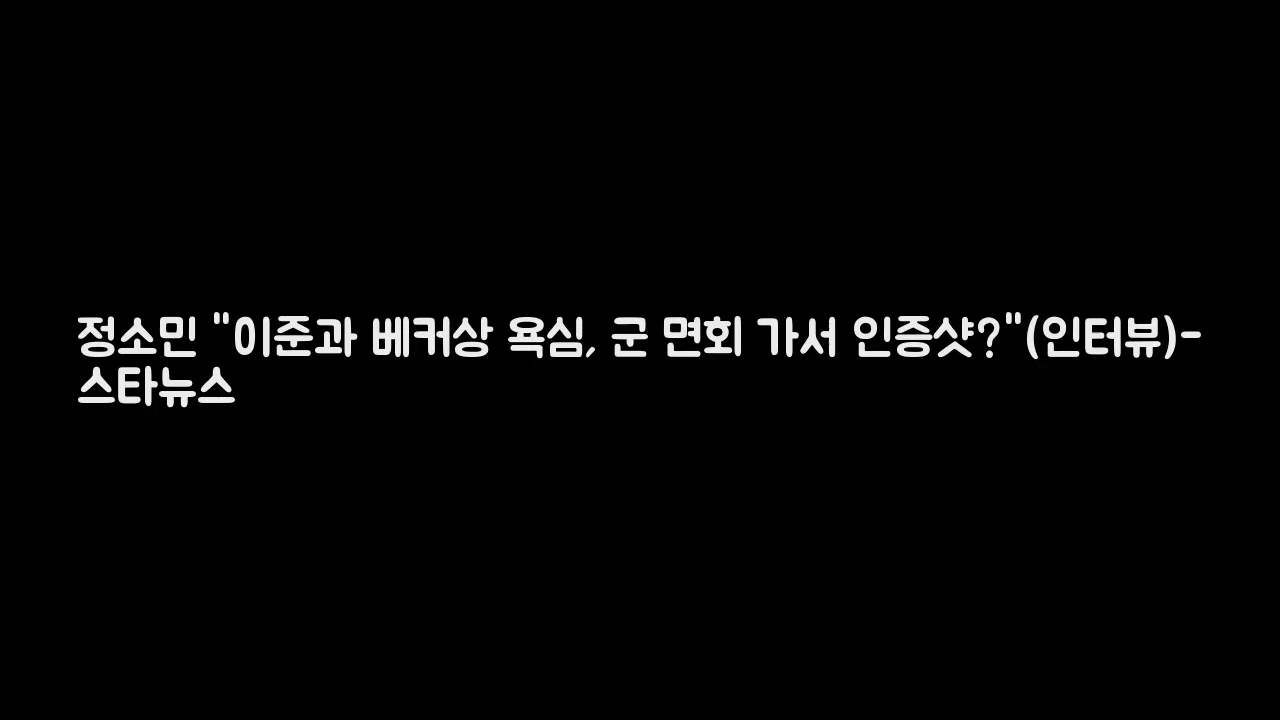 정소민 "이준과 베커상 욕심, 군 면회 가서 인증샷?"(인터뷰)-
스타뉴스